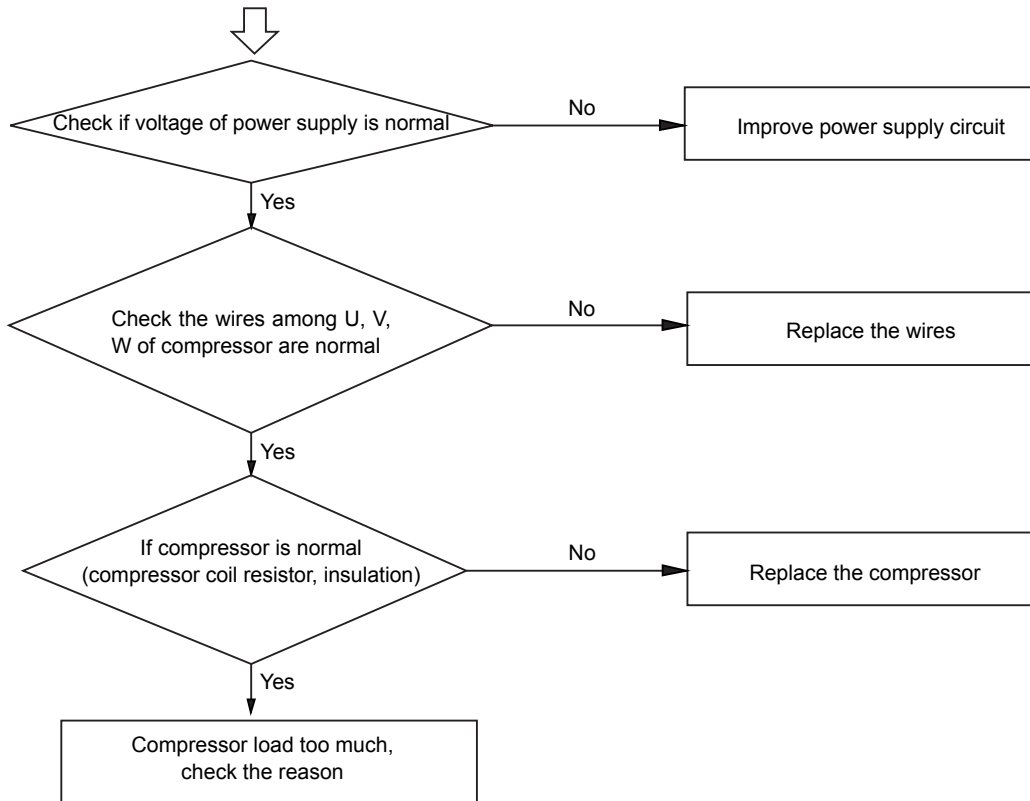 Check if voltage of power supply is normal
No
Improve power supply circuit
Yes
Check the wires among U, V,
W of compressor are normal
No
Replace the wires
Yes
If compressor is normal
(compressor coil resistor, insulation)
No
Replace the compressor
Yes
Compressor load too much,
check the reason